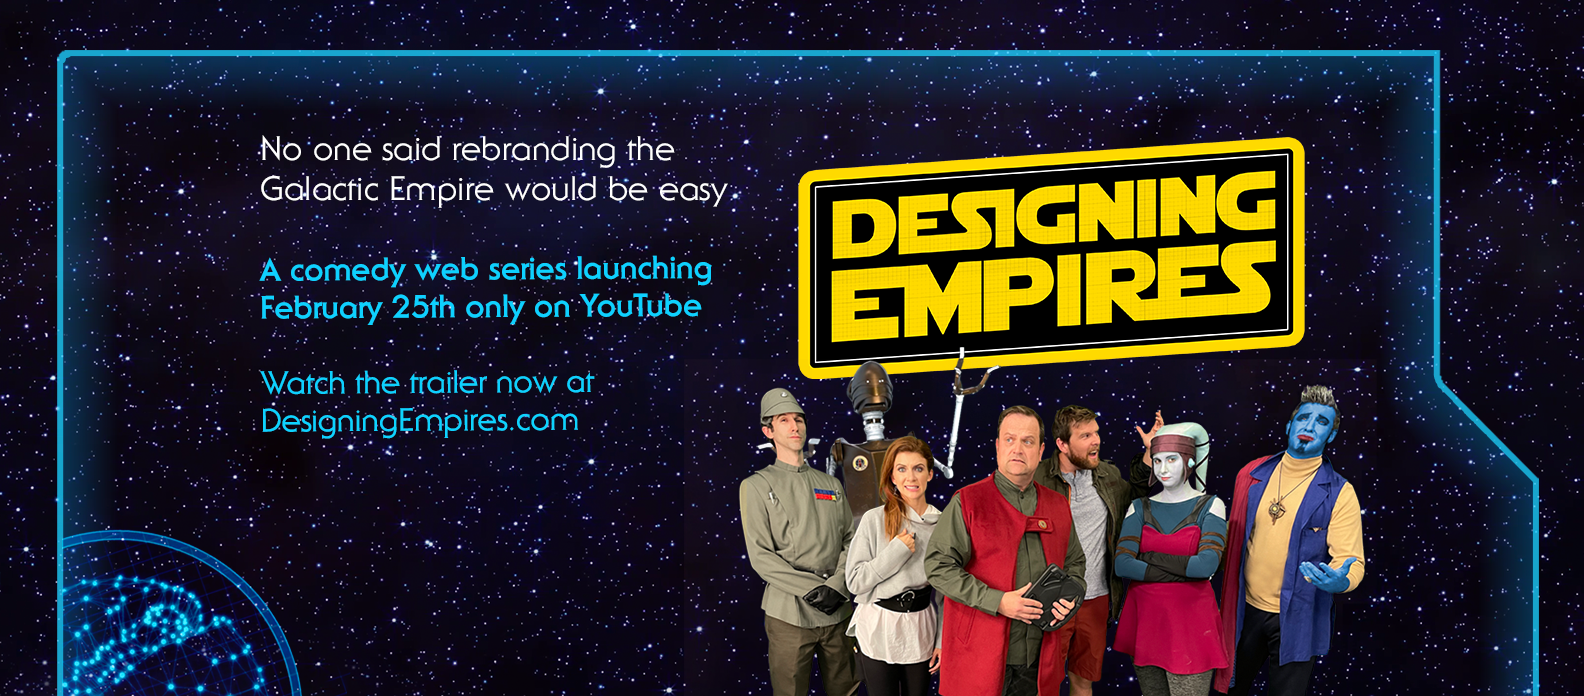 No one said rebranding the
Galactic Empire would be easy.
A comedy web series launching
February 25th only on YouTube
Watch the trailer now at
DesigningEmpires.com
DESIGNING
EMPIRES